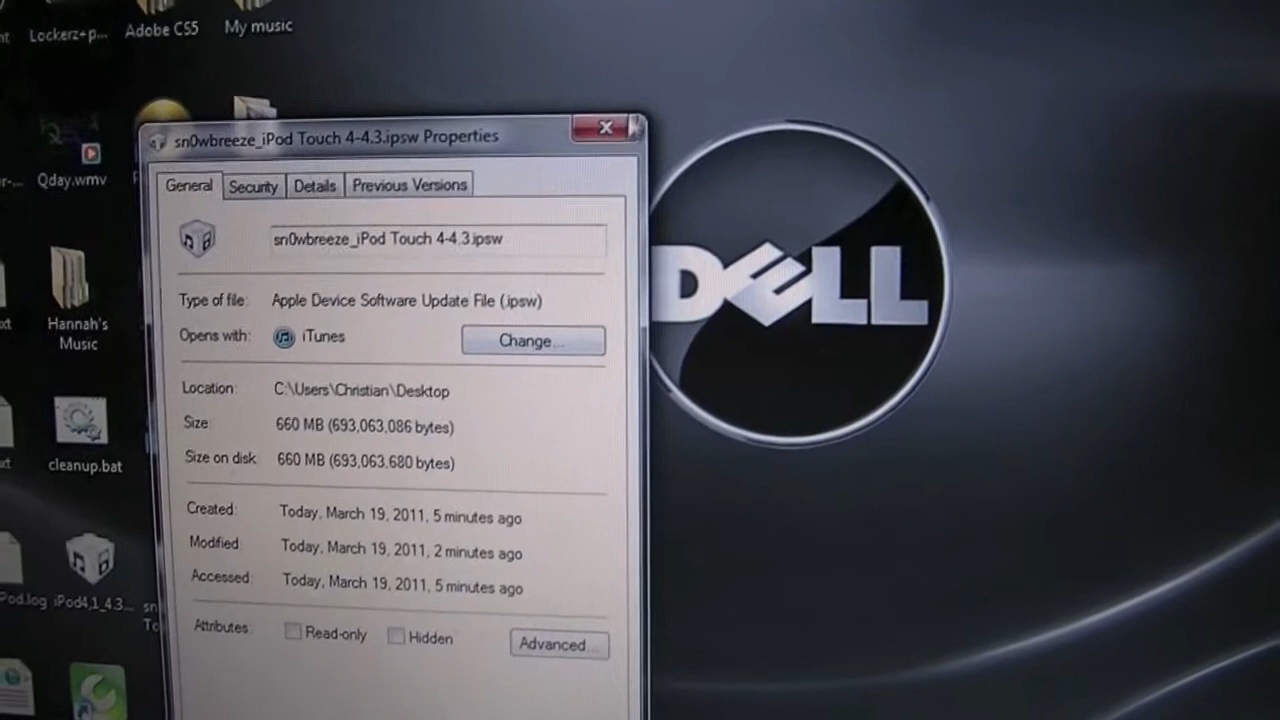 Lockerz+p...
Adobe CS5
My music
sn0wbreeze_iPod Touch 4-4.3.ipsw Properties
Qday.wmv
General
Security
Details
Previous Versions
sn0wbreeze_iPod Touch 4-4.3.ipsw
DELL
Type of file: Apple Device Software Update File (.ipsw)
Opens with: iTunes
Change...
Hannah's
Music
Location: C:\Users\Christian\Desktop
Size: 660 MB (693,063,086 bytes)
Size on disk: 660 MB (693,063,680 bytes)
cleanup.bat
Created: Today, March 19, 2011, 5 minutes ago
Modified: Today, March 19, 2011, 2 minutes ago
Accessed: Today, March 19, 2011, 5 minutes ago
Pod.log
iPod4,1_4.3...
sn
To
Attributes: Read-only Hidden
Advanced...